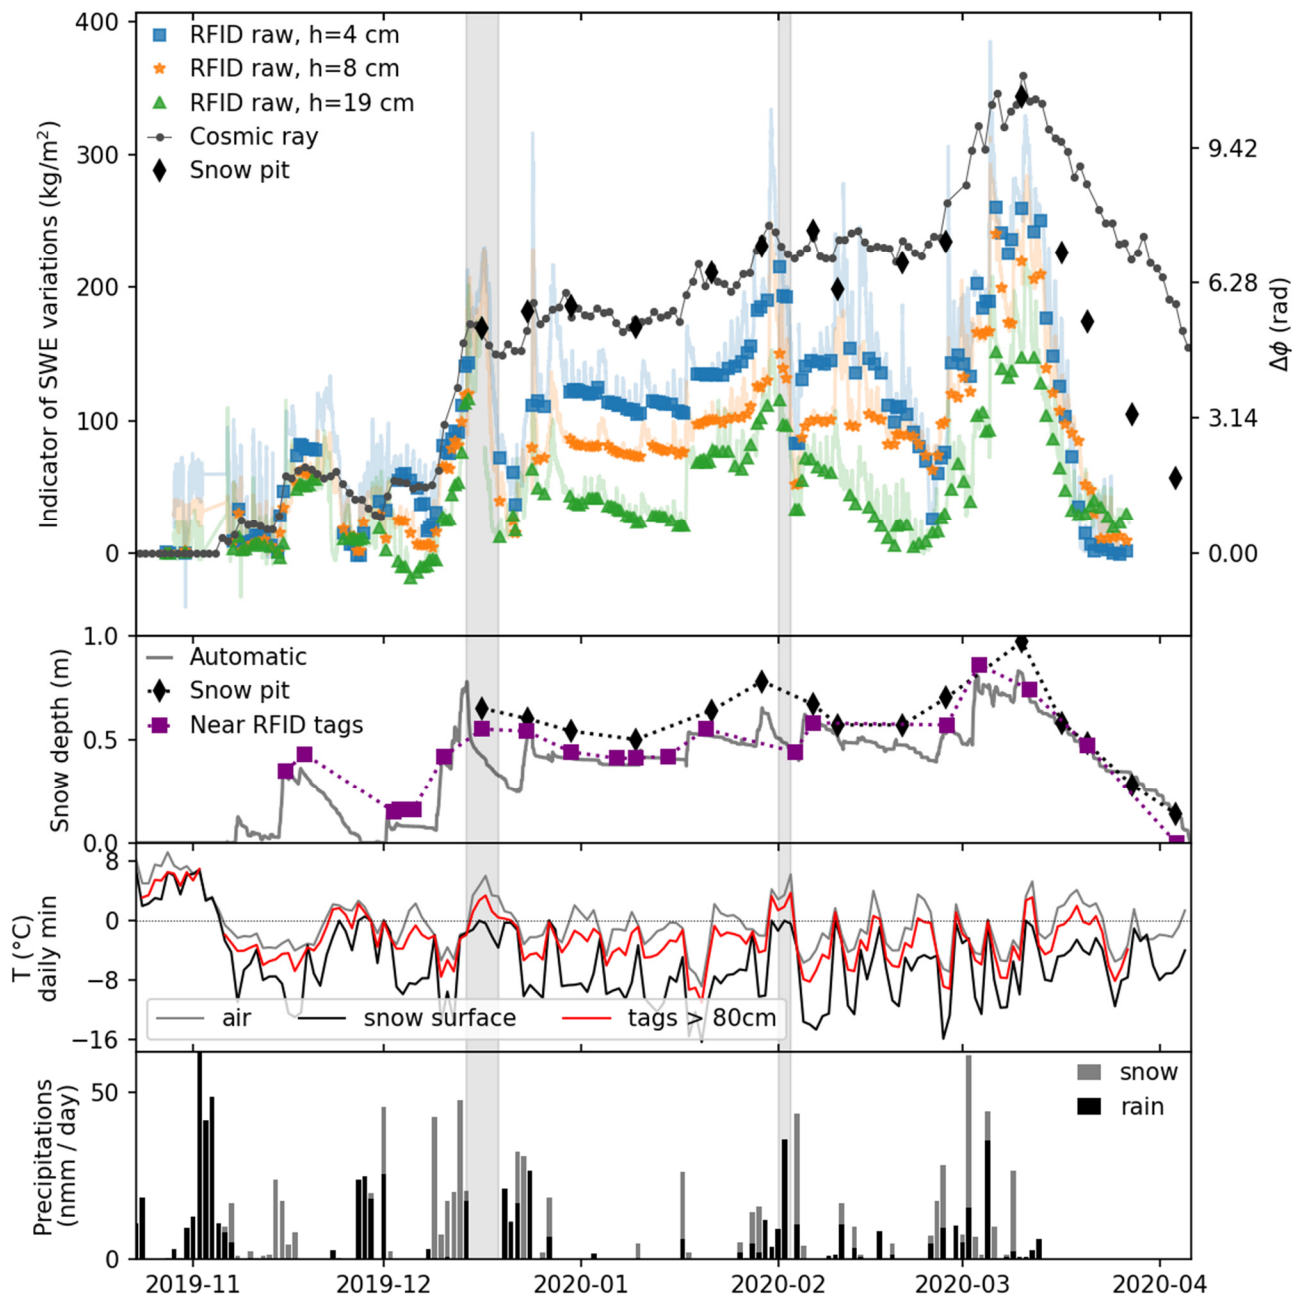 400
300
200
100
0
Indicator of SWE variations (kg/m²)
RFID raw, h=4 cm
RFID raw, h=8 cm
RFID raw, h=19 cm
Cosmic ray
Snow pit
9.42
6.28
3.14
0.00
Δϕ (rad)
1.0
0.5
0.0
Snow depth (m)
Automatic
Snow pit
Near RFID tags
8
0
−8
−16
T (°C)
daily min
air
snow surface
tags > 80cm
50
0
Precipitations
(nmm / day)
snow
rain
2019-11
2019-12
2020-01
2020-02
2020-03
2020-04